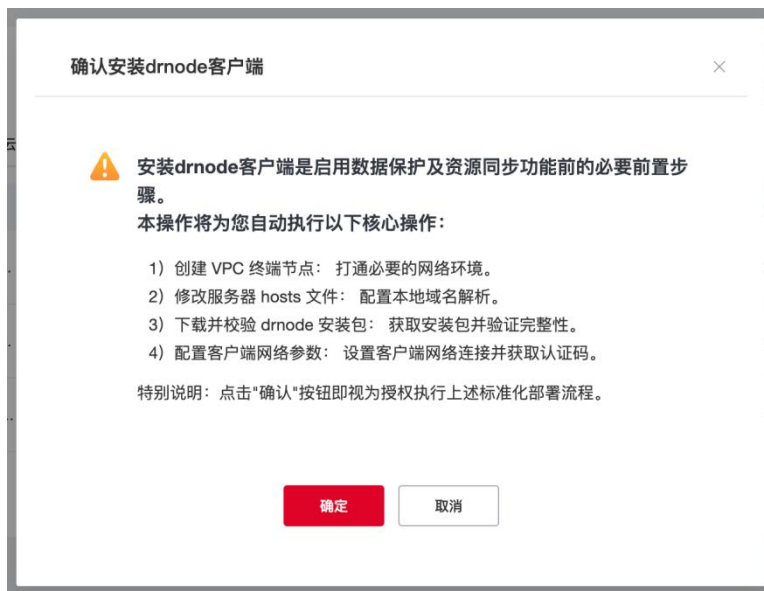 确认安装drnode客户端
安装drnode客户端是启用数据保护及资源同步功能前的必要前置步
骤。
本操作将为您自动执行以下核心操作：
1）创建 VPC 终端节点： 打通必要的网络环境。
2）修改服务器 hosts 文件： 配置本地域名解析。
3）下载并校验 drnode 安装包： 获取安装包并验证完整性。
4）配置客户端网络参数： 设置客户端网络连接并获取认证码。
特别说明：点击"确认"按钮即视为授权执行上述标准化部署流程。
确定
取消